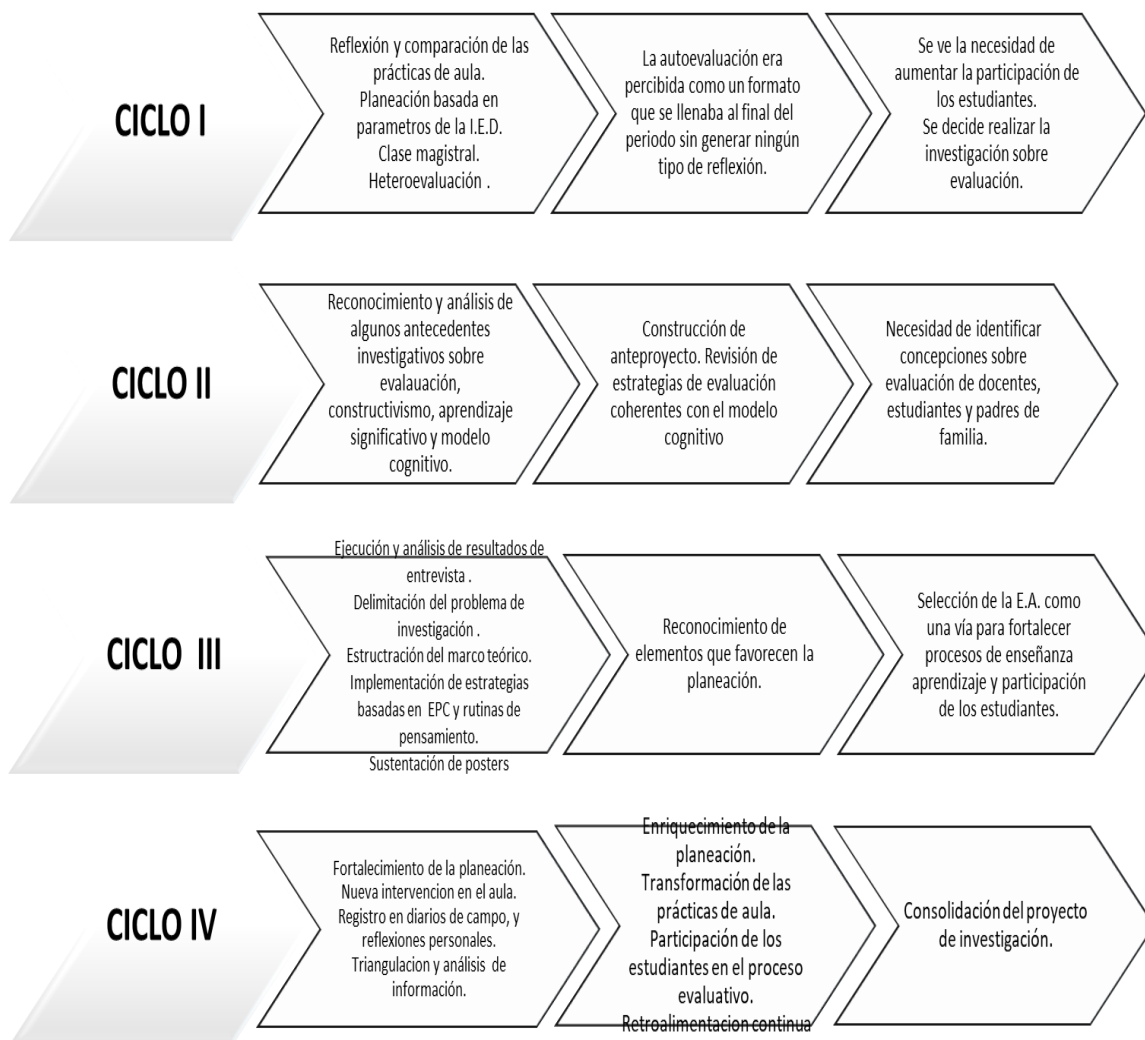 CICLO I
Reflexión y comparación de las
prácticas de aula.
Planeación basada en
parametros de la I.E.D.
Clase magistral.
Heteroevaluación .
La autoevaluación era
percibida como un formato
que se llenaba al final del
periodo sin generar ningún
tipo de reflexión.
Se ve la necesidad de
aumentar la participación de
los estudiantes.
Se decide realizar la
investigación sobre
evaluación.
CICLO II
Reconocimiento y análisis de
algunos antecedentes
investigativos sobre
evalauación,
constructivismo, aprendizaje
significativo y modelo
cognitivo.
Construcción de
anteproyecto. Revisión de
estrategias de evaluación
coherentes con el modelo
cognitivo
Necesidad de identificar
concepciones sobre
evaluación de docentes,
estudiantes y padres de
familia.
CICLO III
Ejecución y análisis de resultados de
entrevista .
Delimitación del problema de
investigación .
Estructración del marco teórico.
Implementación de estrategias
basadas en EPC y rutinas de
pensamiento.
Sustentación de posters
Reconocimiento de
elementos que favorecen la
planeación.
Selección de la E.A. como
una vía para fortalecer
procesos de enseñanza
aprendizaje y participación
de los estudiantes.
CICLO IV
Fortalecimiento de la planeación.
Nueva intervencion en el aula.
Registro en diarios de campo, y
reflexiones personales.
Triangulacion y análisis de
información.
Enriquecimiento de la
planeación.
Transformación de las
prácticas de aula.
Participación de los
estudiantes en el proceso
evaluativo.
Retroalimentacion continua
Consolidación del proyecto
de investigación.